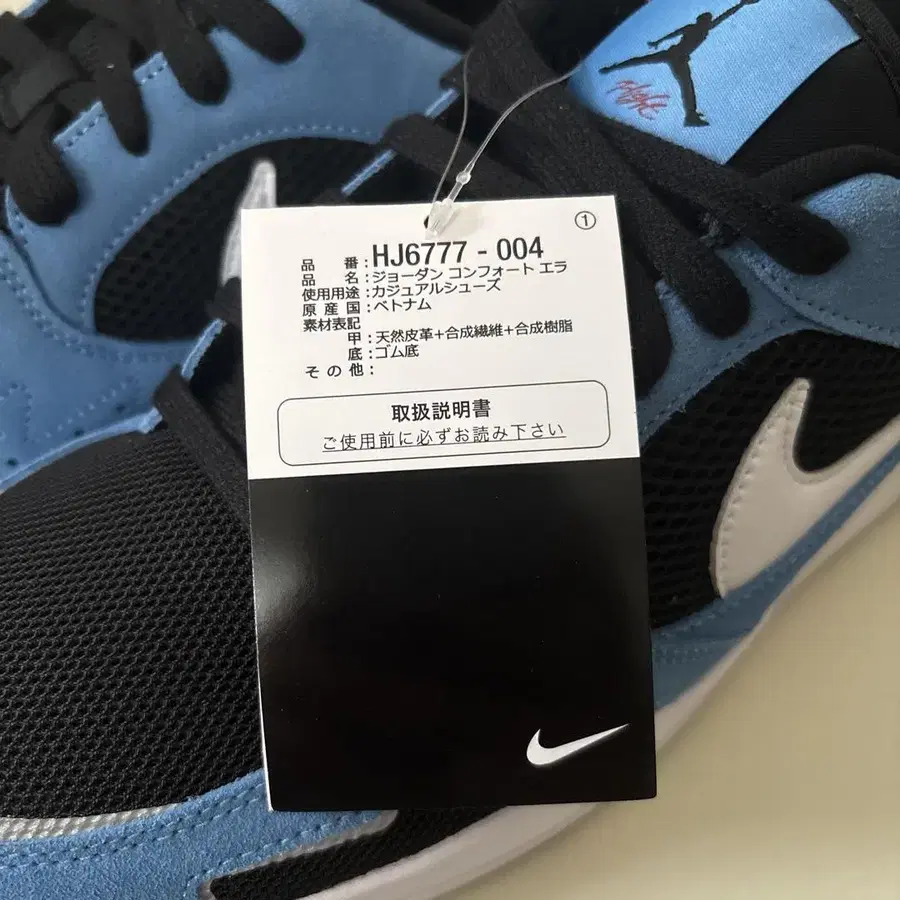 Flight
①
品 番：HJ6777 - 004
品 名：ジョーダン コンフォート エラ
使用用途：カジュアルシューズ
原 産 国：ベトナム
素材表記
甲：天然皮革+合成繊維+合成樹脂
底：ゴム底
そ の 他：
取扱説明書
ご使用前に必ずお読み下さい